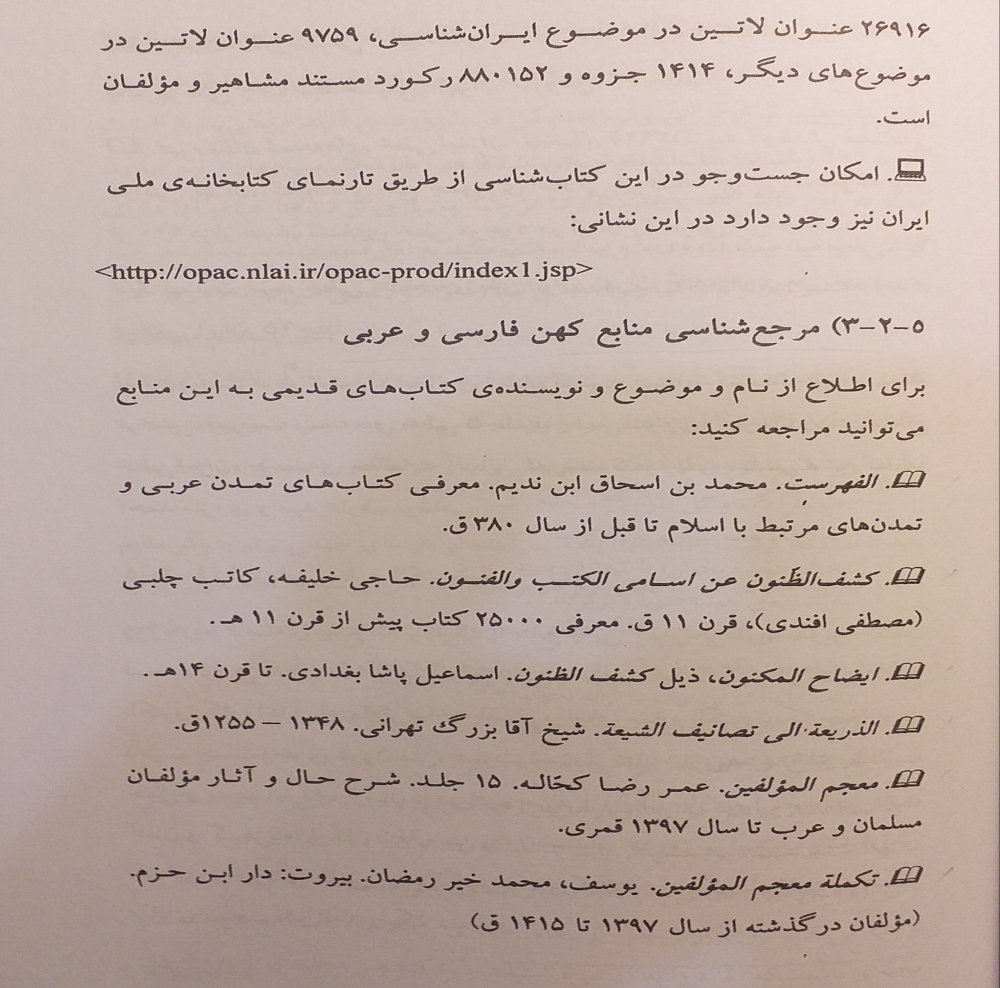 ۲۶۹۱۶ عنوان لاتین در موضوع ایران‌شناسی، ۹۷۵۹ عنوان لاتین در
موضوع‌های دیگر، ۱۴۱۴ جزوه و ۸۸۰۱۵۲ رکورد مستند مشاهیر و مؤلفان
است.
. امکان جست‌وجو در این کتاب‌شناسی از طریق تارنمای کتابخانه‌ی ملی
ایران نیز وجود دارد در این نشانی:
<http://opac.nlai.ir/opac-prod/index1.jsp>
۵-۲-۳) مرجع‌شناسی منابع کهن فارسی و عربی
برای اطلاع از نام و موضوع و نویسنده‌ی کتاب‌های قدیمی به این منابع
می‌توانید مراجعه کنید:
. الفهرست. محمد بن اسحاق ابن ندیم. معرفی کتاب‌های تمدن عربی و
تمدن‌های مرتبط با اسلام تا قبل از سال ۳۸۰ق.
. کشف‌الظّنون عن اسامی الکتب والفنون. حاجی خلیفه، کاتب چلبی
(مصطفی افندی)، قرن ۱۱ ق. معرفی ۲۵۰۰۰ کتاب پیش از قرن ۱۱ هـ .
. ایضاح المکنون، ذیل کشف الظنون. اسماعیل پاشا بغدادی. تا قرن ۱۴هـ .
. الذریعة الی تصانیف الشیعة. شیخ آقا بزرگ تهرانی. ۱۳۴۸ – ۱۲۵۵ق.
. معجم المؤلفین. عمر رضا کحّاله. ۱۵ جلد. شرح حال و آثار مؤلفان
مسلمان و عرب تا سال ۱۳۹۷ قمری.
. تکملة معجم المؤلفین. یوسف، محمد خیر رمضان. بیروت: دار ابن حزم.
(مؤلفان درگذشته از سال ۱۳۹۷ تا ۱۴۱۵ ق)